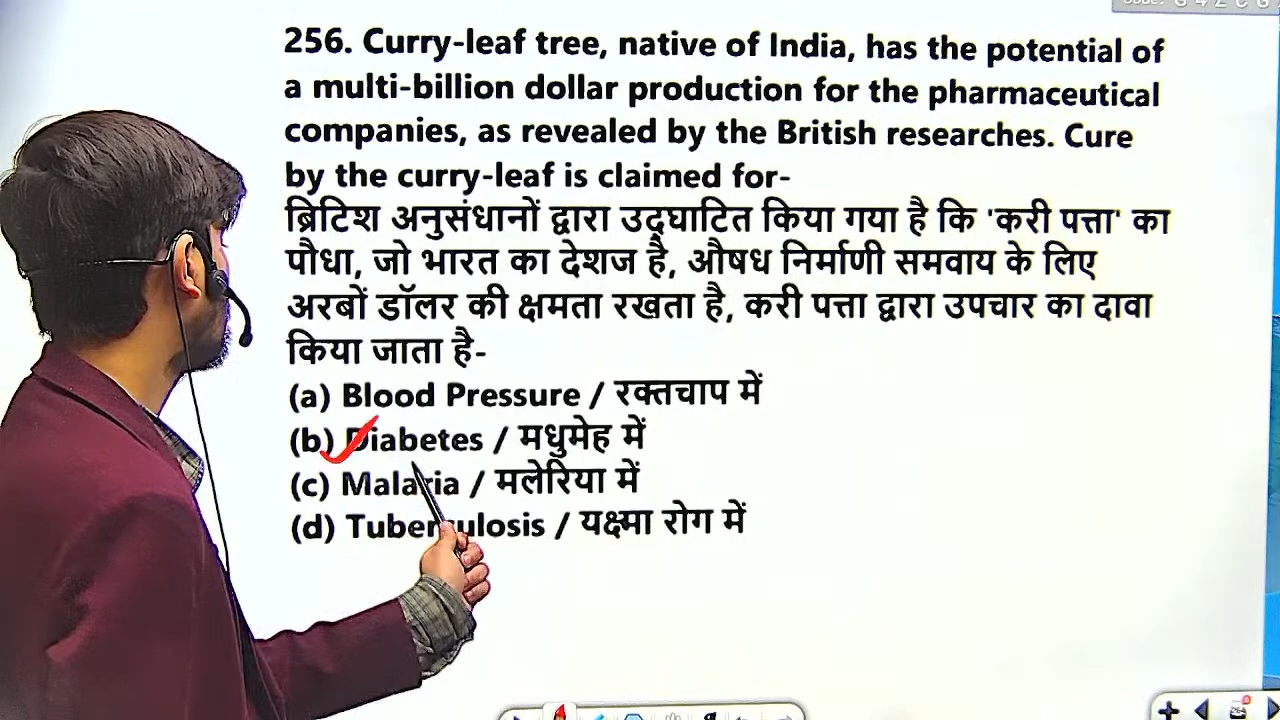 256. Curry-leaf tree, native of India, has the potential of
a multi-billion dollar production for the pharmaceutical
companies, as revealed by the British researches. Cure
by the curry-leaf is claimed for-
ब्रिटिश अनुसंधानों द्वारा उद्घाटित किया गया है कि 'करी पत्ता' का
पौधा, जो भारत का देशज है, औषध निर्माणी समवाय के लिए
अरबों डॉलर की क्षमता रखता है, करी पत्ता द्वारा उपचार का दावा
किया जाता है-
(a) Blood Pressure / रक्तचाप में
(b) Diabetes / मधुमेह में
(c) Malaria / मलेरिया में
(d) Tuberculosis / यक्ष्मा रोग में